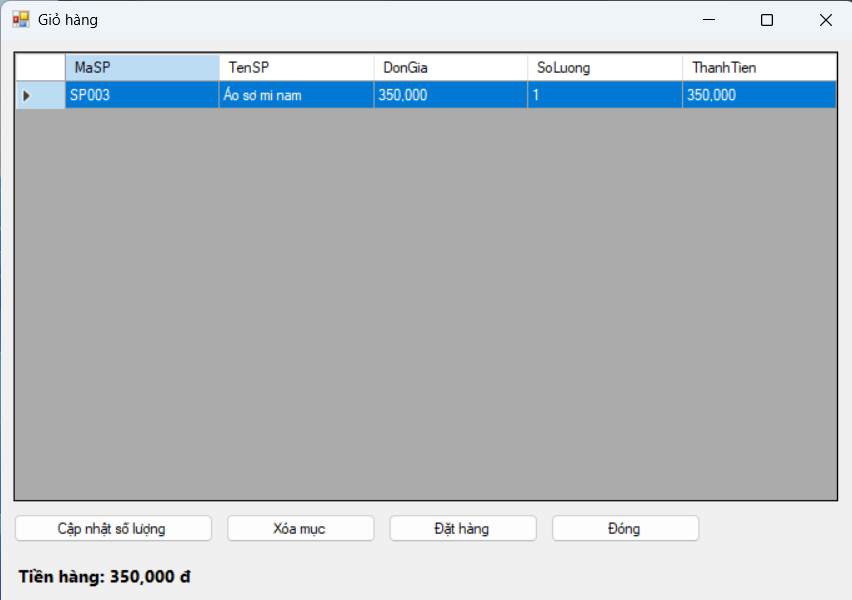 Giỏ hàng
MaSP TenSP DonGia SoLuong ThanhTien
SP003 Áo sơ mi nam 350,000 1 350,000
Cập nhật số lượng Xóa mục Đặt hàng Đóng
Tiền hàng: 350,000 đ